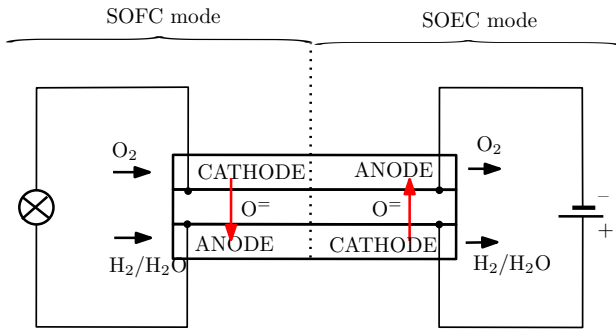 SOFC mode
SOEC mode
O₂
O₂
CATHODE
ANODE
O⁼
O⁼
–
+
ANODE
CATHODE
H₂/H₂O
H₂/H₂O